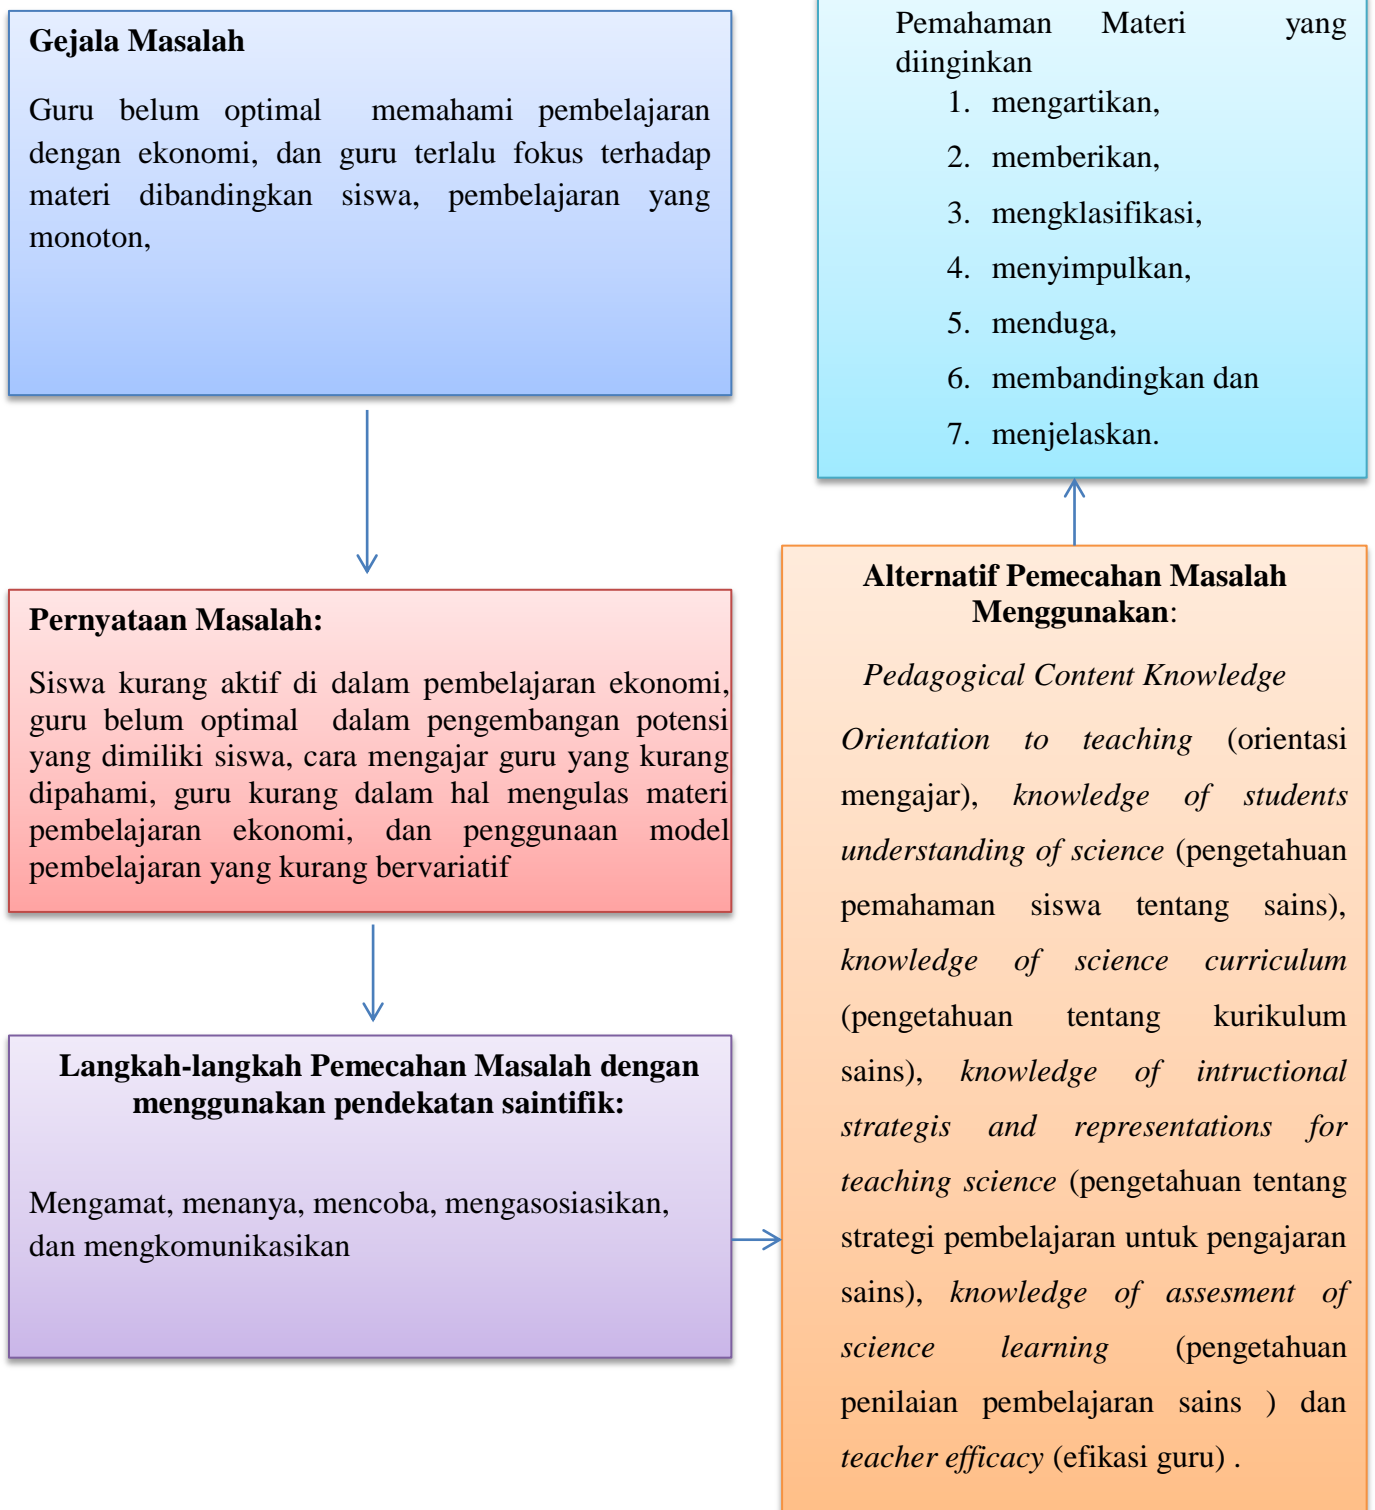 Gejala Masalah
Guru belum optimal memahami pembelajaran
dengan ekonomi, dan guru terlalu fokus terhadap
materi dibandingkan siswa, pembelajaran yang
monoton,
Pernyataan Masalah:
Siswa kurang aktif di dalam pembelajaran ekonomi,
guru belum optimal dalam pengembangan potensi
yang dimiliki siswa, cara mengajar guru yang kurang
dipahami, guru kurang dalam hal mengulas materi
pembelajaran ekonomi, dan penggunaan model
pembelajaran yang kurang bervariatif
Langkah-langkah Pemecahan Masalah dengan
menggunakan pendekatan saintifik:
Mengamat, menanya, mencoba, mengasosiasikan,
dan mengkomunikasikan
Alternatif Pemecahan Masalah
Menggunakan:
Pedagogical Content Knowledge
Orientation to teaching (orientasi
mengajar), knowledge of students
understanding of science (pengetahuan
pemahaman siswa tentang sains),
knowledge of science curriculum
(pengetahuan tentang kurikulum
sains), knowledge of intructional
strategis and representations for
teaching science (pengetahuan tentang
strategi pembelajaran untuk pengajaran
sains), knowledge of assesment of
science learning (pengetahuan
penilaian pembelajaran sains ) dan
teacher efficacy (efikasi guru) .
Pemahaman Materi yang
diinginkan
1. mengartikan,
2. memberikan,
3. mengklasifikasi,
4. menyimpulkan,
5. menduga,
6. membandingkan dan
7. menjelaskan.